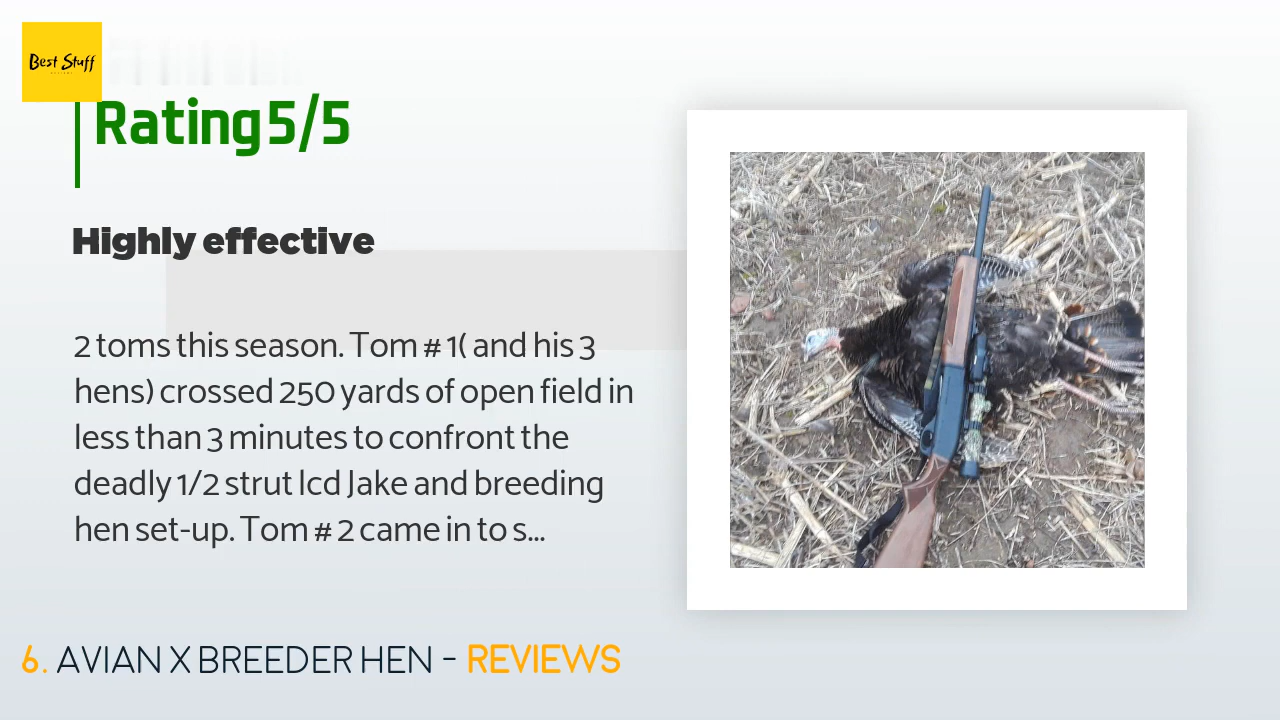 Best Stuff
Rating 5/5
Highly effective
2 toms this season. Tom # 1( and his 3
hens) crossed 250 yards of open field in
less than 3 minutes to confront the
deadly 1/2 strut lcd Jake and breeding
hen set-up. Tom # 2 came in to s...
6. AVIAN X BREEDER HEN - REVIEWS